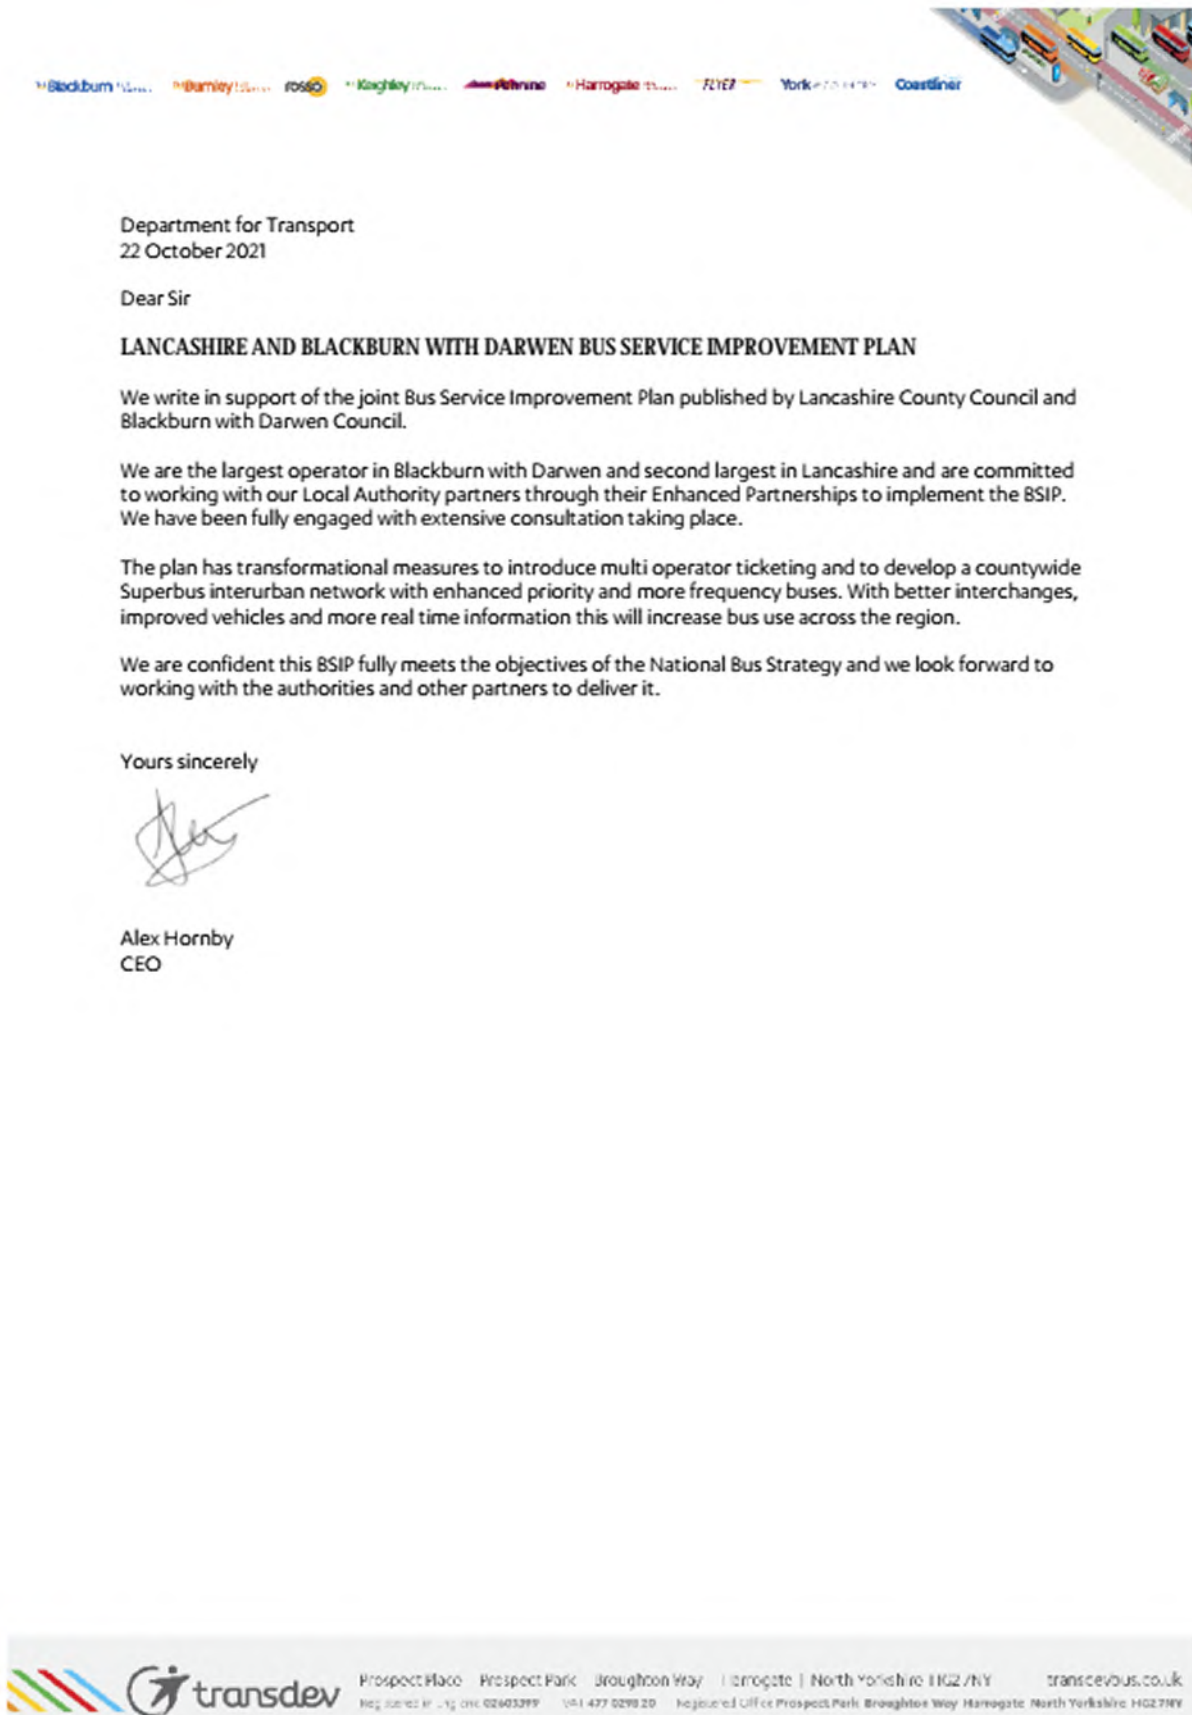 Blackburn
Burnley
rosso
Keighley
Harrogate
FLYER
York
Coastliner
Department for Transport
22 October 2021
Dear Sir
LANCASHIRE AND BLACKBURN WITH DARWEN BUS SERVICE IMPROVEMENT PLAN
We write in support of the joint Bus Service Improvement Plan published by Lancashire County Council and
Blackburn with Darwen Council.
We are the largest operator in Blackburn with Darwen and second largest in Lancashire and are committed
to working with our Local Authority partners through their Enhanced Partnerships to implement the BSIP.
We have been fully engaged with extensive consultation taking place.
The plan has transformational measures to introduce multi operator ticketing and to develop a countywide
Superbus interurban network with enhanced priority and more frequency buses. With better interchanges,
improved vehicles and more real time information this will increase bus use across the region.
We are confident this BSIP fully meets the objectives of the National Bus Strategy and we look forward to
working with the authorities and other partners to deliver it.
Yours sincerely
Alex Hornby
CEO
transdev
Prospect Place Prospect Park Broughton Way Harrogate | North Yorkshire HG2 7NY transdevbus.co.uk
Registered Office Prospect Park Broughton Way Harrogate North Yorkshire HG2 7NY